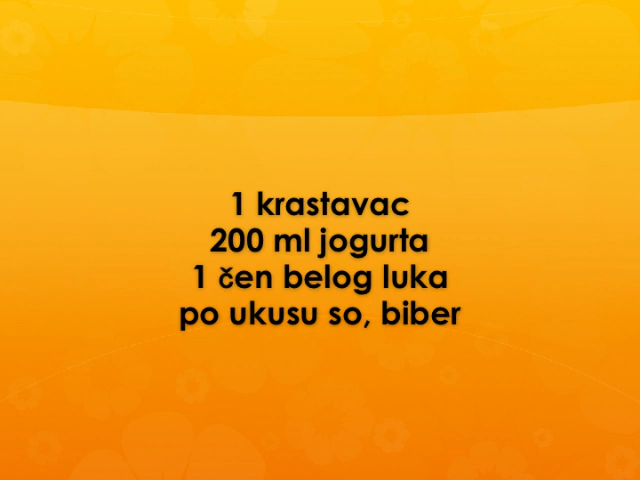 1 krastavac
200 ml jogurta
1 čen belog luka
po ukusu so, biber